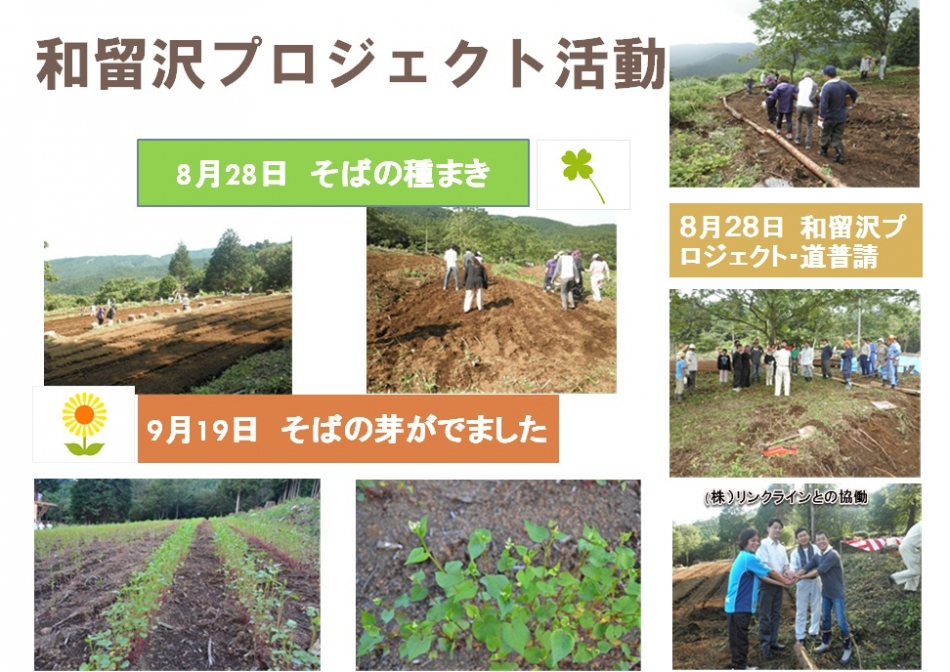 和留沢プロジェクト活動
8月28日 そばの種まき
8月28日 和留沢プ
ロジェクト・道普請
9月19日 そばの芽がでました
(株)リンクラインとの協働